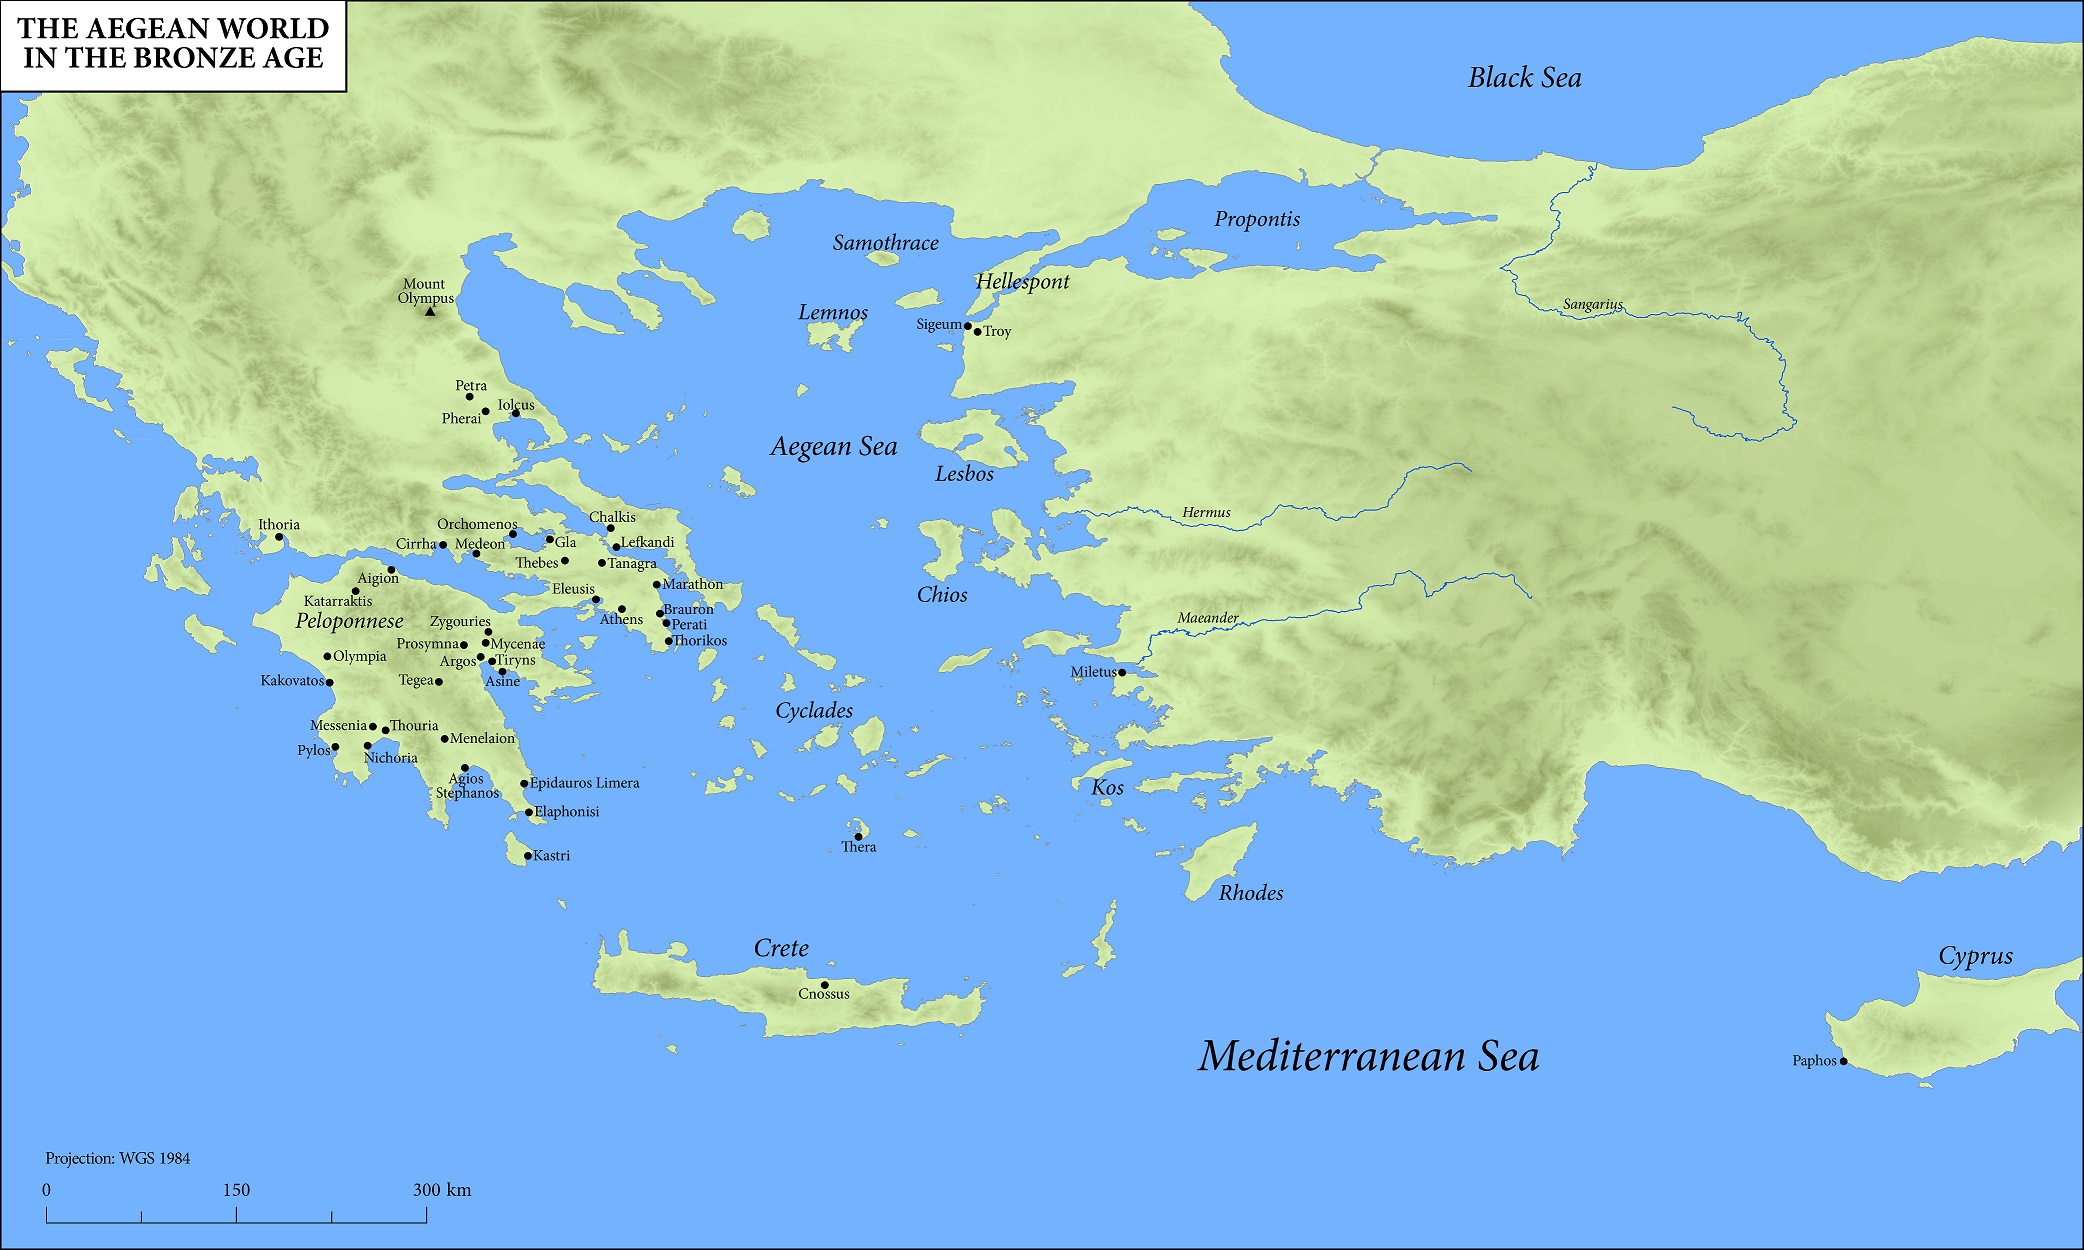 THE AEGEAN WORLD
IN THE BRONZE AGE
Black Sea
Propontis
Samothrace
Hellespont
Mount
Olympus
Lemnos
Sangarius
Sigeum
Troy
Petra
Iolcus
Pherai
Aegean Sea
Lesbos
Hermus
Chalkis
Ithoria
Orchomenos
Cirrha
Medeon
Gla
Lefkandi
Thebes
Tanagra
Aigion
Marathon
Eleusis
Chios
Katarraktis
Brauron
Peloponnese
Zygouries
Athens
Perati
Maeander
Prosymna
Mycenae
Thorikos
Olympia
Argos
Tiryns
Miletus
Kakovatos
Tegea
Asine
Cyclades
Messenia
Thouria
Menelaion
Pylos
Nichoria
Agios
Stephanos
Epidauros Limera
Kos
Elaphonisi
Thera
Kastri
Rhodes
Crete
Cyprus
Cnossus
Mediterranean Sea
Paphos
Projection: WGS 1984
0 150 300 km